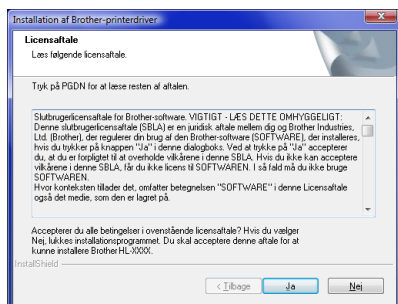 Installation af Brother-printerdriver
Licensaftale
Læs følgende licensaftale.
Tryk på PGDN for at læse resten af aftalen.
Slutbrugerlicensaftale for Brother-software. VIGTIGT - LÆS DETTE OMHYGGELIGT:
Denne slutbrugerlicensaftale (SBLA) er en juridisk aftale mellem dig og Brother Industries,
Ltd. (Brother), der regulerer din brug af den Brother-software (SOFTWARE), der installeres,
hvis du trykker på knappen "Ja" i denne dialogboks. Ved at trykke på "Ja" accepterer
du, at du er forpligtet til at overholde vilkårene i denne SBLA. Hvis du ikke kan acceptere
vilkårene i denne SBLA, får du ikke licens til SOFTWAREN. I så fald må du ikke bruge
SOFTWAREN.
Hvor konteksten tillader det, omfatter betegnelsen "SOFTWARE" i denne Licensaftale
også det medie, som den er lagret på.
Accepterer du alle betingelser i ovenstående licensaftale? Hvis du vælger
Nej, lukkes installationsprogrammet. Du skal acceptere denne aftale for at
kunne installere Brother HL-XXXX.
InstallShield
< Tilbage Ja Nej